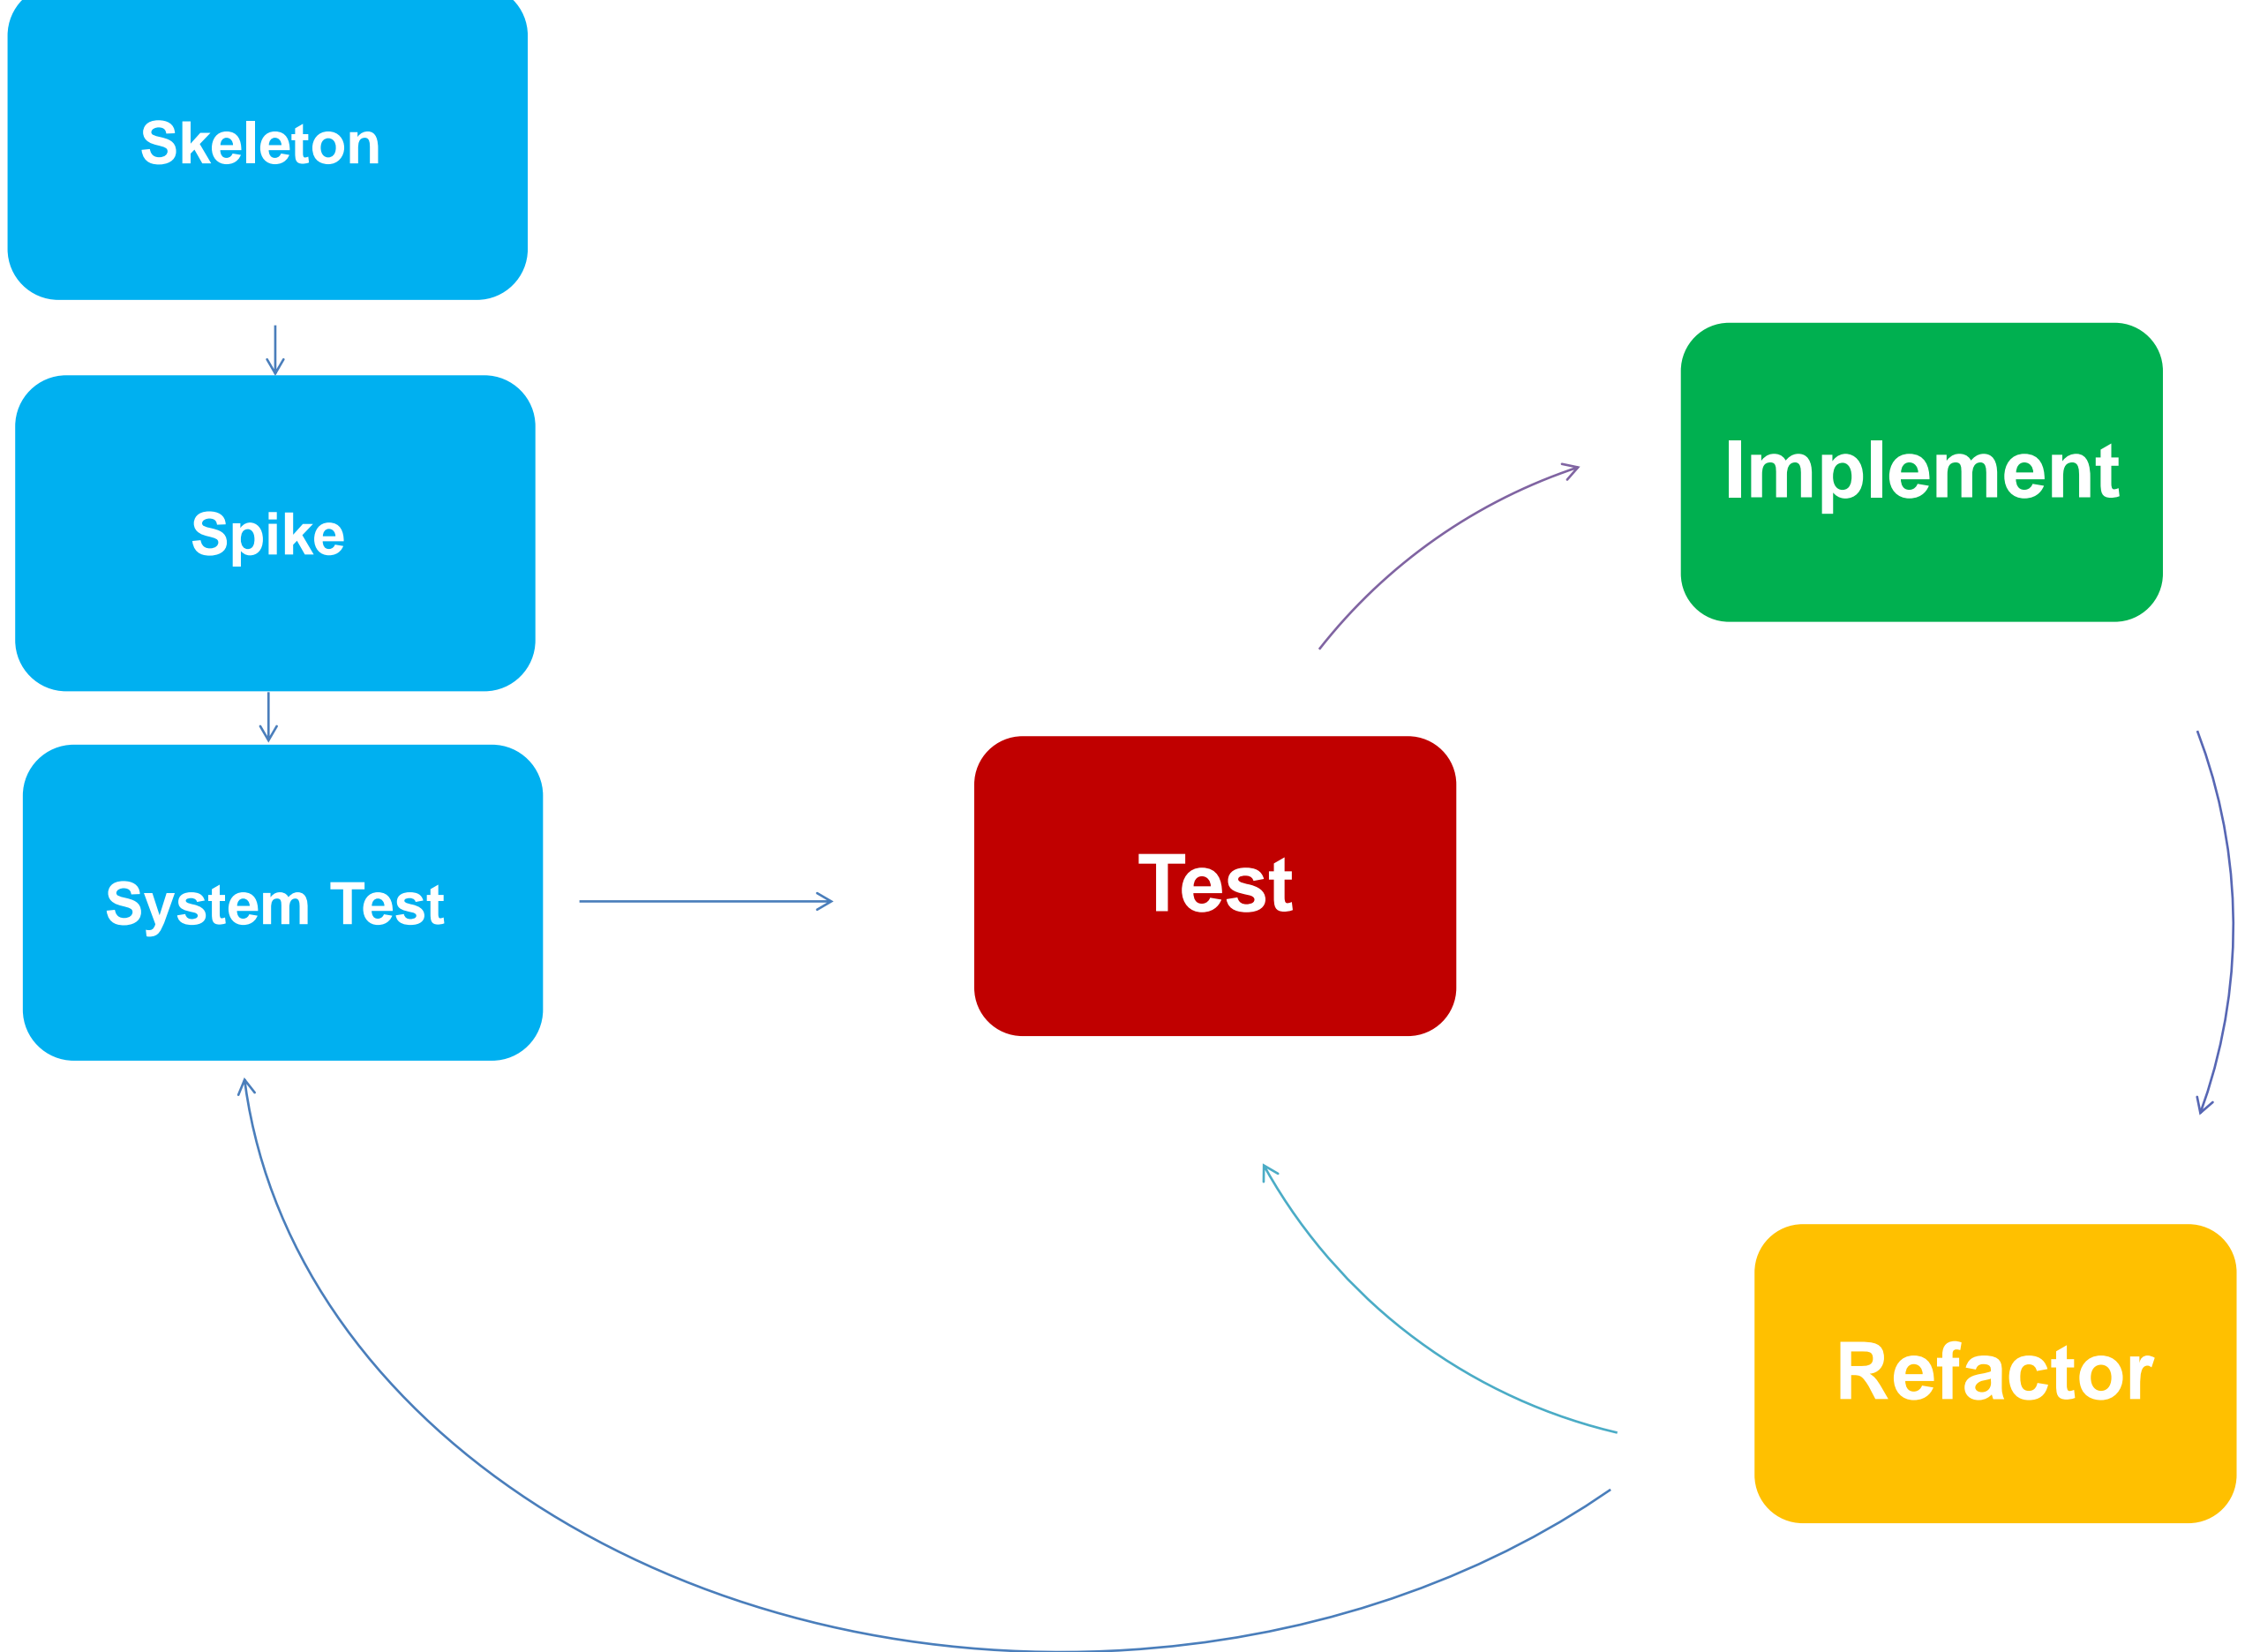 Skeleton
Spike
System Test
Implement
Test
Refactor